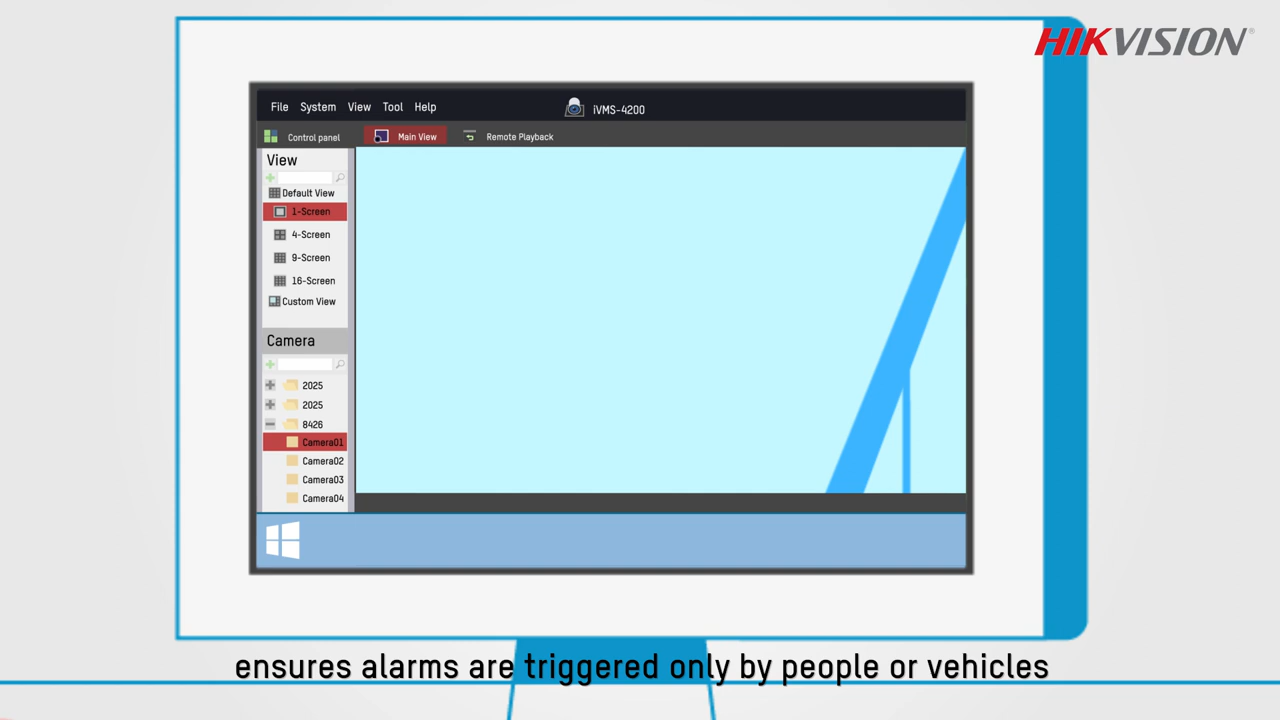 HIKVISION®
File System View Tool Help iVMS-4200
Control panel Main View Remote Playback
View
Default View
1-Screen
4-Screen
9-Screen
16-Screen
Custom View
Camera
2025
2025
8426
Camera01
Camera02
Camera03
Camera04
ensures alarms are triggered only by people or vehicles